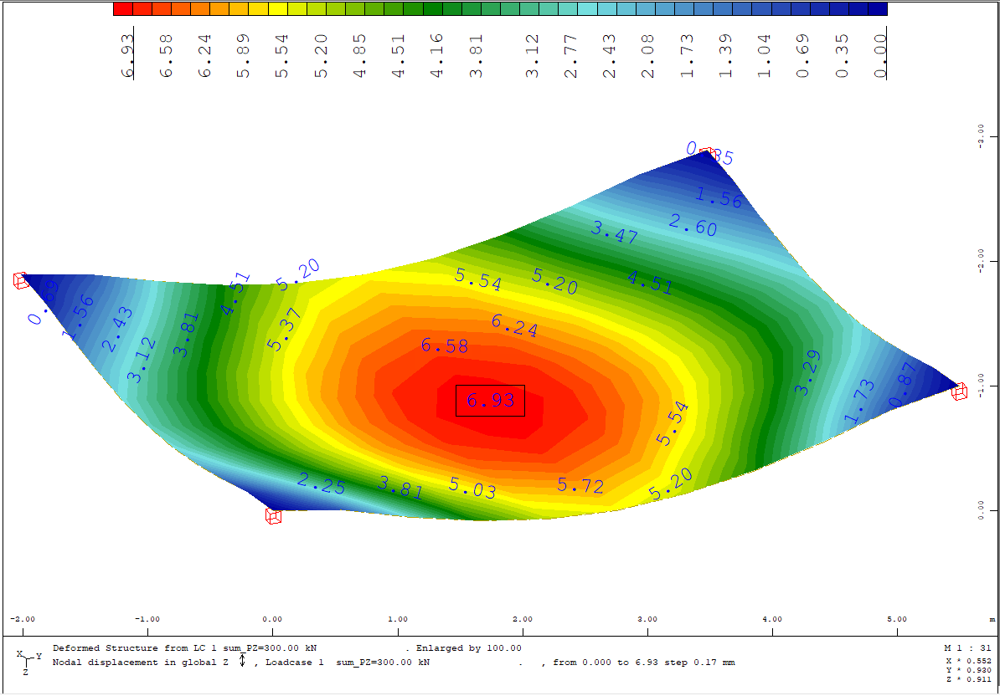 6.93 6.58 6.24 5.89 5.54 5.20 4.85 4.51 4.16 3.81 3.12 2.77 2.43 2.08 1.73 1.39 1.04 0.69 0.35 0.00
-3.00
1.56
2.60
3.47
-2.00
5.20
5.54 5.20 4.51
4.51
0.69 1.56 2.43 3.12 3.81 5.37
6.24
6.58
3.29
-1.00
1.73 0.87
6.93
5.54
2.25 3.81 5.03 5.72 5.20
0.00
-2.00 -1.00 0.00 1.00 2.00 3.00 4.00 5.00 m
X Y Z
Deformed Structure from LC 1 sum_PZ=300.00 kN . Enlarged by 100.00
Nodal displacement in global Z , Loadcase 1 sum_PZ=300.00 kN . , from 0.000 to 6.93 step 0.17 mm
M 1 : 31
X * 0.552
Y * 0.930
Z * 0.911